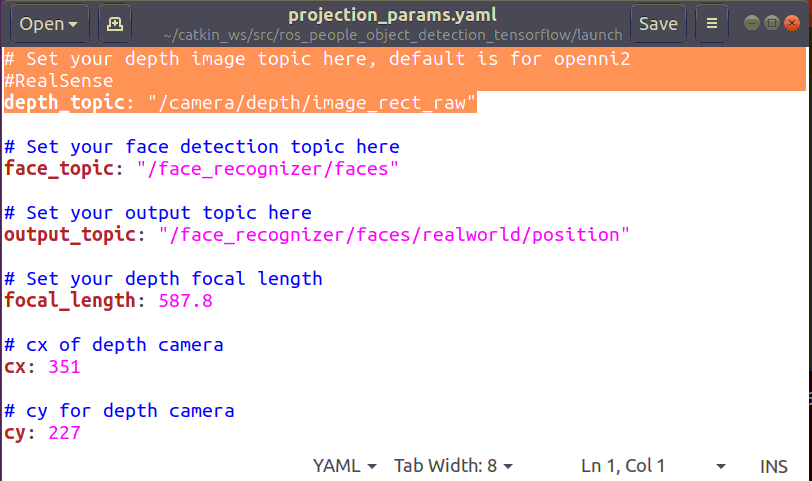 Open
projection_params.yaml
~/catkin_ws/src/ros_people_object_detection_tensorflow/launch
Save
# Set your depth image topic here, default is for openni2
#RealSense
depth_topic: "/camera/depth/image_rect_raw"
# Set your face detection topic here
face_topic: "/face_recognizer/faces"
# Set your output topic here
output_topic: "/face_recognizer/faces/realworld/position"
# Set your depth focal length
focal_length: 587.8
# cx of depth camera
cx: 351
# cy for depth camera
cy: 227
YAML Tab Width: 8 Ln 1, Col 1 INS